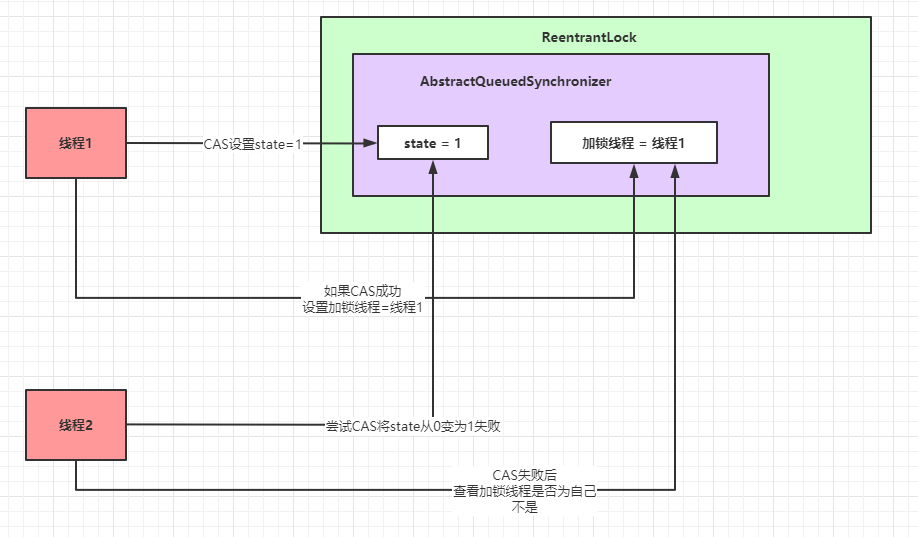 ReentrantLock
AbstractQueuedSynchronizer
线程1
CAS设置state=1
state = 1
加锁线程 = 线程1
如果CAS成功
设置加锁线程=线程1
线程2
尝试CAS将state从0变为1失败
CAS失败后
查看加锁线程是否为自己
不是